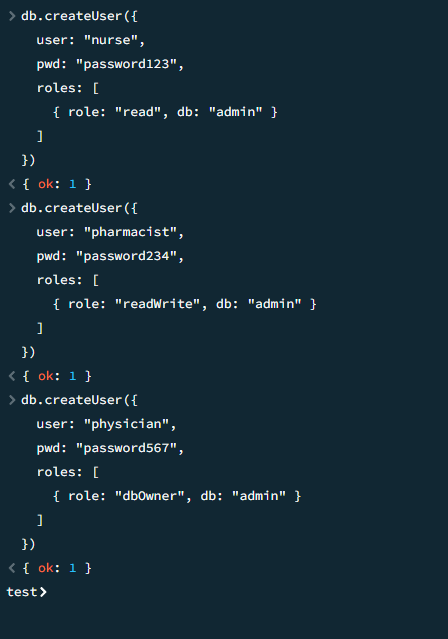 > db.createUser({
user: "nurse",
pwd: "password123",
roles: [
{ role: "read", db: "admin" }
]
})
< { ok: 1 }
> db.createUser({
user: "pharmacist",
pwd: "password234",
roles: [
{ role: "readWrite", db: "admin" }
]
})
< { ok: 1 }
> db.createUser({
user: "physician",
pwd: "password567",
roles: [
{ role: "dbOwner", db: "admin" }
]
})
< { ok: 1 }
test>